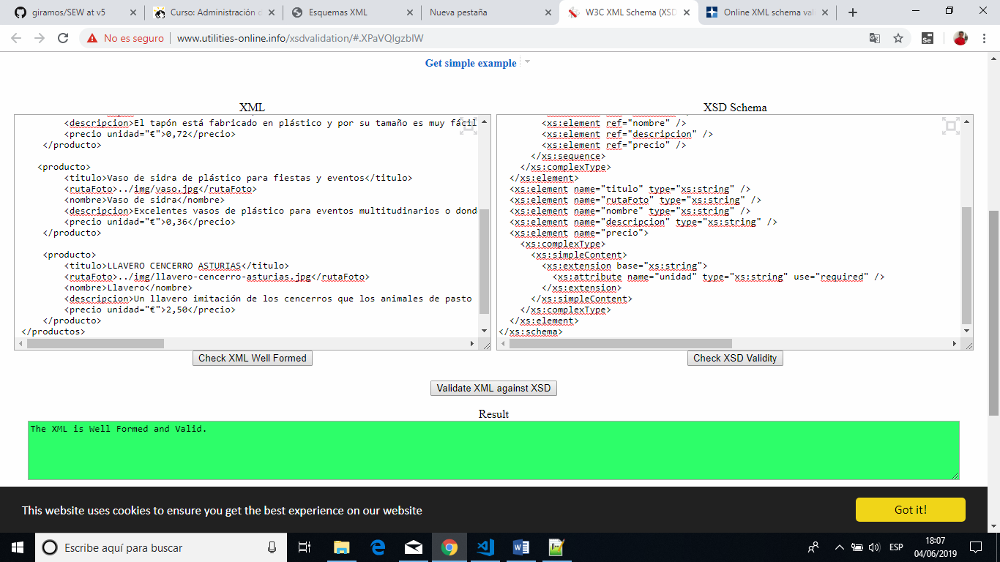 giramos/SEW at v5
Curso: Administración d
Esquemas XML
Nueva pestaña
W3C XML Schema (XSD
Online XML schema vali
No es seguro
www.utilities-online.info/xsdvalidation/#.XPaVQIgzbIW
Get simple example
XML
<descripcion>El tapón está fabricado en plástico y por su tamaño es muy fácil
<precio unidad="€">0,72</precio>
</producto>
<producto>
<titulo>Vaso de sidra de plástico para fiestas y eventos</titulo>
<rutaFoto>../img/vaso.jpg</rutaFoto>
<nombre>Vaso de sidra</nombre>
<descripcion>Excelentes vasos de plástico para eventos multitudinarios o dond
<precio unidad="€">0,36</precio>
</producto>
<producto>
<titulo>LLAVERO CENCERRO ASTURIAS</titulo>
<rutaFoto>../img/llavero-cencerro-asturias.jpg</rutaFoto>
<nombre>Llavero</nombre>
<descripcion>Un llavero imitación de los cencerros que los animales de pasto
<precio unidad="€">2,50</precio>
</producto>
</productos>
Check XML Well Formed
XSD Schema
<xs:element ref="nombre" />
<xs:element ref="descripcion" />
<xs:element ref="precio" />
</xs:sequence>
</xs:complexType>
</xs:element>
<xs:element name="titulo" type="xs:string" />
<xs:element name="rutaFoto" type="xs:string" />
<xs:element name="nombre" type="xs:string" />
<xs:element name="descripcion" type="xs:string" />
<xs:element name="precio">
<xs:complexType>
<xs:simpleContent>
<xs:extension base="xs:string">
<xs:attribute name="unidad" type="xs:string" use="required" />
</xs:extension>
</xs:simpleContent>
</xs:complexType>
</xs:element>
</xs:schema>
Check XSD Validity
Validate XML against XSD
Result
The XML is Well Formed and Valid.
This website uses cookies to ensure you get the best experience on our website
Got it!
Escribe aquí para buscar
ESP
18:07
04/06/2019